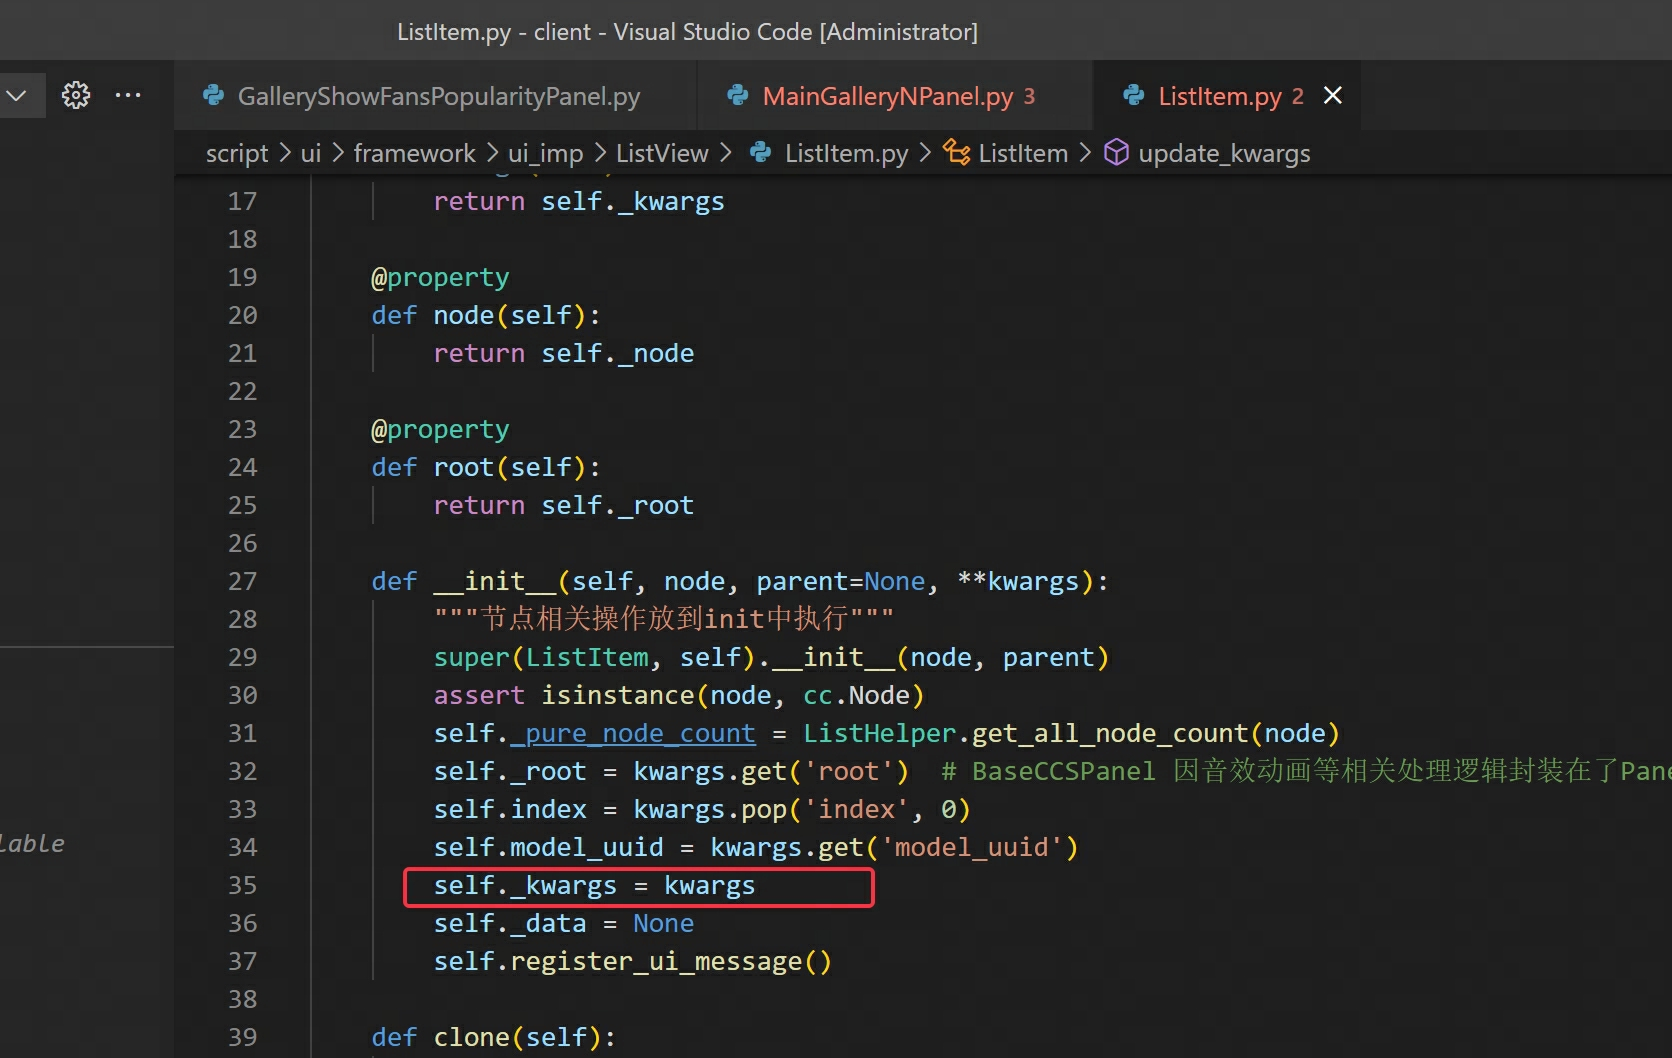 ListItem.py - client - Visual Studio Code [Administrator]
GalleryShowFansPopularityPanel.py
MainGalleryNPanel.py 3
ListItem.py 2
script > ui > framework > ui_imp > ListView > ListItem.py > ListItem > update_kwargs
17 return self._kwargs
18
19 @property
20 def node(self):
21 return self._node
22
23 @property
24 def root(self):
25 return self._root
26
27 def __init__(self, node, parent=None, **kwargs):
28 """节点相关操作放到init中执行"""
29 super(ListItem, self).__init__(node, parent)
30 assert isinstance(node, cc.Node)
31 self._pure_node_count = ListHelper.get_all_node_count(node)
32 self._root = kwargs.get('root')  # BaseCCSPanel 因音效动画等相关处理逻辑封装在了Pane
33 self.index = kwargs.pop('index', 0)
34 self.model_uuid = kwargs.get('model_uuid')
lable
35 self._kwargs = kwargs
36 self._data = None
37 self.register_ui_message()
38
39 def clone(self):